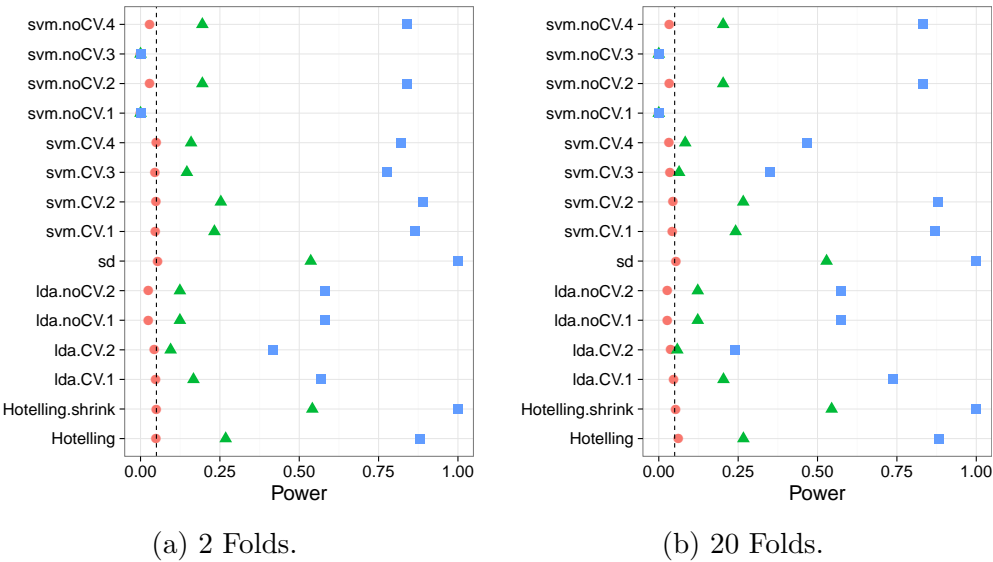 svm.noCV.4
svm.noCV.3
svm.noCV.2
svm.noCV.1
svm.CV.4
svm.CV.3
svm.CV.2
svm.CV.1
sd
lda.noCV.2
lda.noCV.1
lda.CV.2
lda.CV.1
Hotelling.shrink
Hotelling
0.00 0.25 0.50 0.75 1.00
Power
(a) 2 Folds.
svm.noCV.4
svm.noCV.3
svm.noCV.2
svm.noCV.1
svm.CV.4
svm.CV.3
svm.CV.2
svm.CV.1
sd
lda.noCV.2
lda.noCV.1
lda.CV.2
lda.CV.1
Hotelling.shrink
Hotelling
0.00 0.25 0.50 0.75 1.00
Power
(b) 20 Folds.